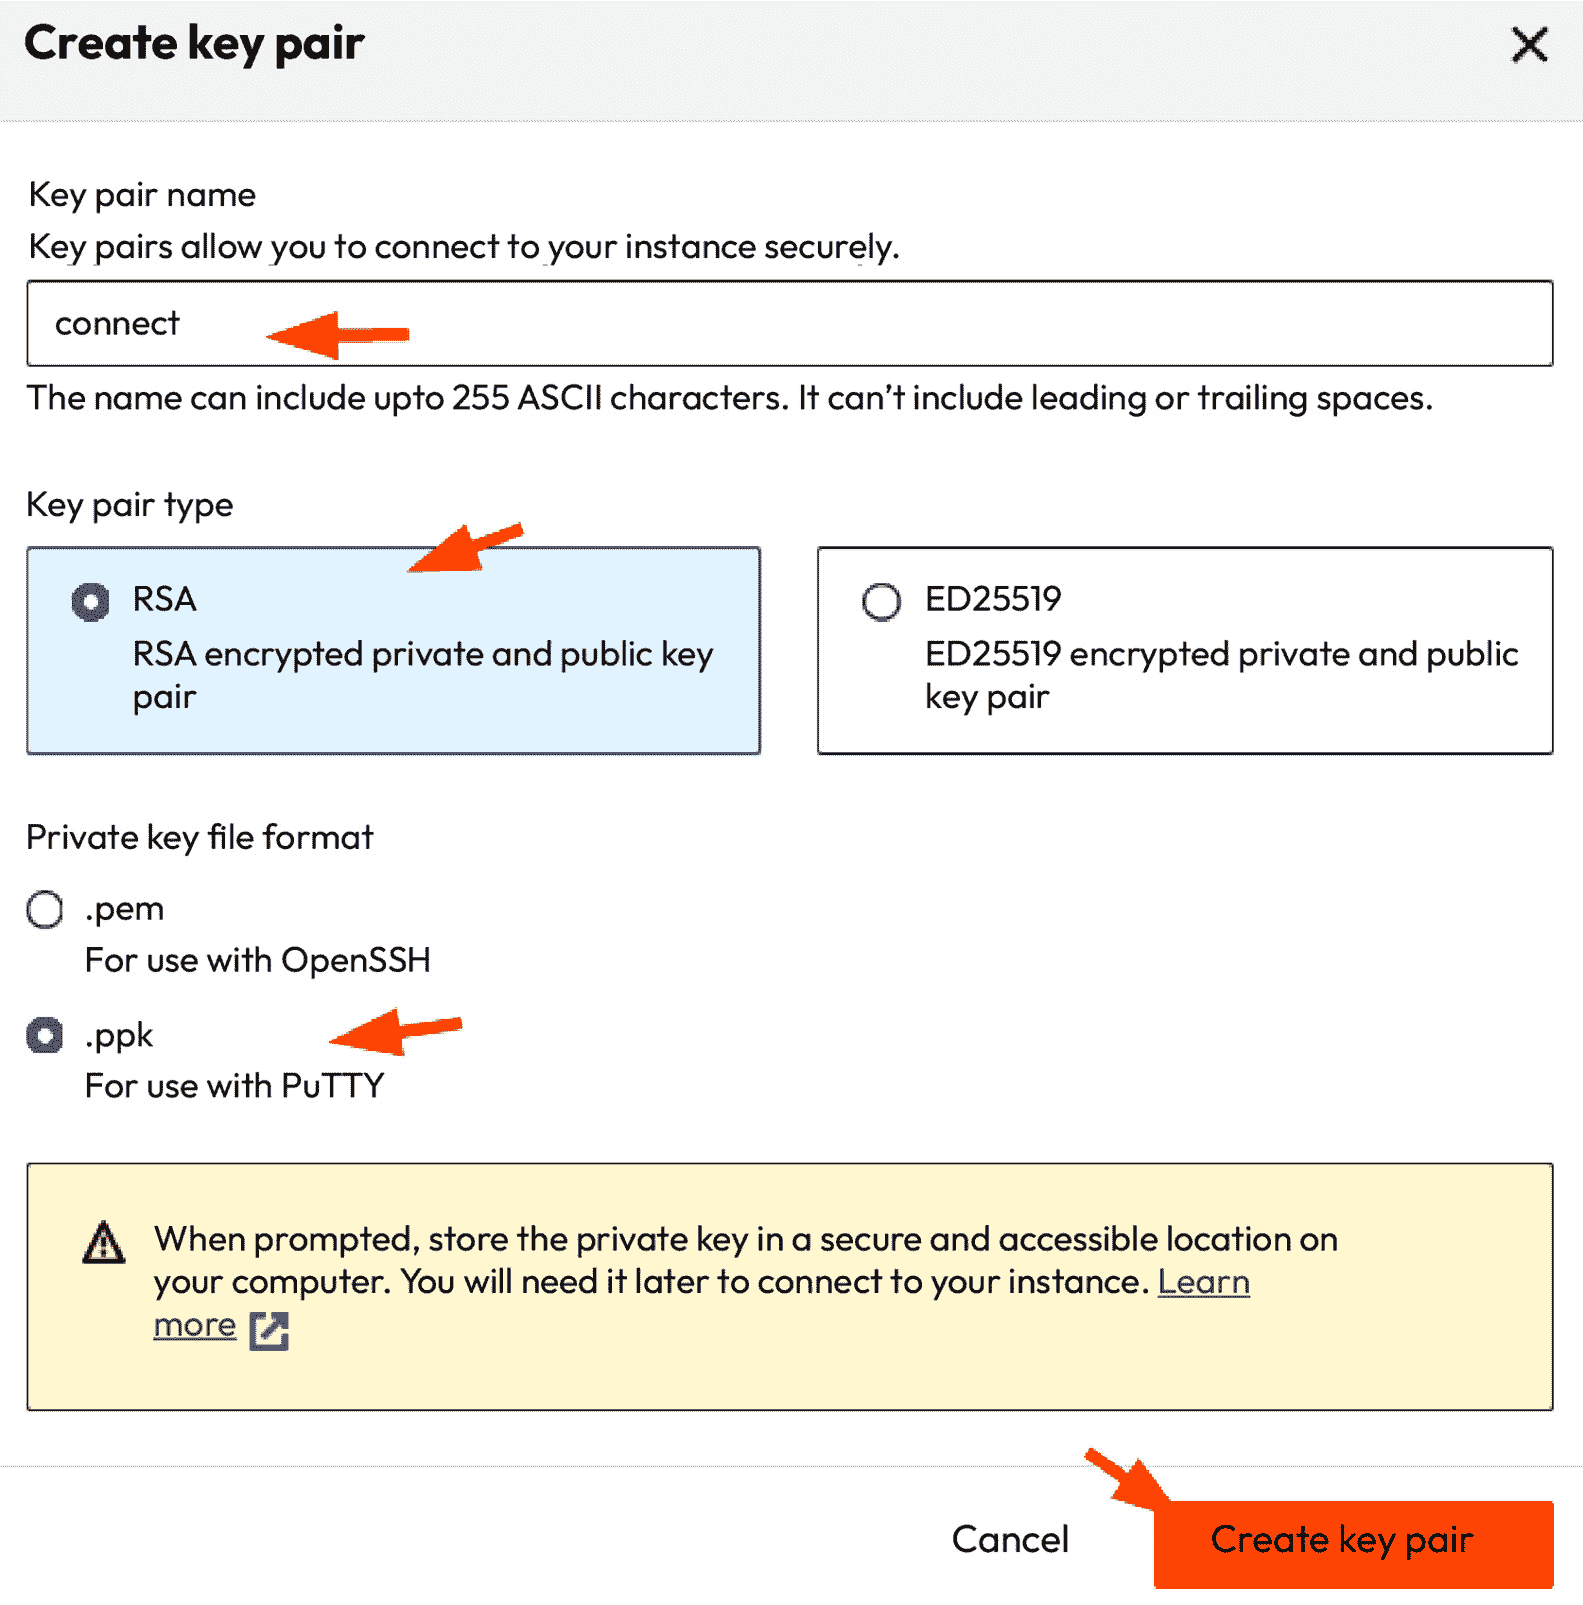 Create key pair
Key pair name
Key pairs allow you to connect to your instance securely.
connect
The name can include upto 255 ASCII characters. It can't include leading or trailing spaces.
Key pair type
RSA
RSA encrypted private and public key
pair
ED25519
ED25519 encrypted private and public
key pair
Private key file format
.pem
For use with OpenSSH
.ppk
For use with PuTTY
When prompted, store the private key in a secure and accessible location on
your computer. You will need it later to connect to your instance. Learn
more
Cancel
Create key pair